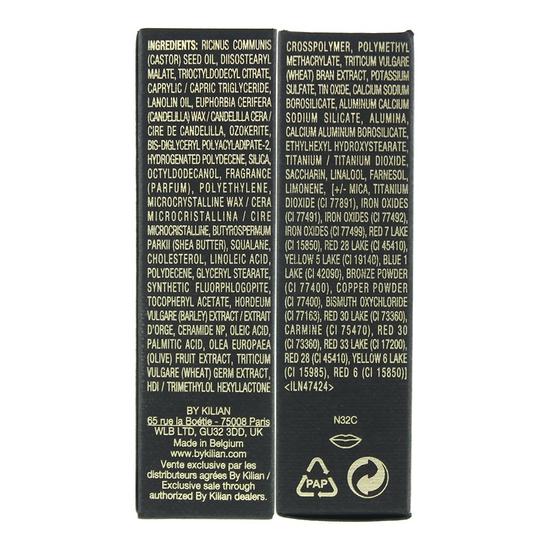 INGREDIENTS: RICINUS COMMUNIS
(CASTOR) SEED OIL, DIISOSTEARYL
MALATE, TRIOCTYLDODECYL CITRATE,
CAPRYLIC / CAPRIC TRIGLYCERIDE,
LANOLIN OIL, EUPHORBIA CERIFERA
(CANDELILLA) WAX / CANDELILLA CERA /
CIRE DE CANDELILLA, OZOKERITE,
BIS-DIGLYCERYL POLYACYLADIPATE-2,
HYDROGENATED POLYDECENE, SILICA,
OCTYLDODECANOL, FRAGRANCE
(PARFUM), POLYETHYLENE,
MICROCRYSTALLINE WAX / CERA
MICROCRISTALLINA / CIRE
MICROCRISTALLINE, BUTYROSPERMUM
PARKII (SHEA BUTTER), SQUALANE,
CHOLESTEROL, LINOLEIC ACID,
POLYDECENE, GLYCERYL STEARATE,
SYNTHETIC FLUORPHLOGOPITE,
TOCOPHERYL ACETATE, HORDEUM
VULGARE (BARLEY) EXTRACT / EXTRAIT
D'ORGE, CERAMIDE NP, OLEIC ACID,
PALMITIC ACID, OLEA EUROPAEA
(OLIVE) FRUIT EXTRACT, TRITICUM
VULGARE (WHEAT) GERM EXTRACT,
HDI / TRIMETHYLOL HEXYLLACTONE
BY KILIAN
65 rue la Boétie - 75008 Paris
WLB LTD, GU32 3DD, UK
Made in Belgium
www.bykilian.com
Vente exclusive par les
distributeurs agréés By Kilian /
Exclusive sale through
authorized By Kilian dealers.
CROSSPOLYMER, POLYMETHYL
METHACRYLATE, TRITICUM VULGARE
(WHEAT) BRAN EXTRACT, POTASSIUM
SULFATE, TIN OXIDE, CALCIUM SODIUM
BOROSILICATE, ALUMINUM CALCIUM
SODIUM SILICATE, ALUMINA,
CALCIUM ALUMINUM BOROSILICATE,
ETHYLHEXYL HYDROXYSTEARATE,
TITANIUM / TITANIUM DIOXIDE,
SACCHARIN, LINALOOL, FARNESOL,
LIMONENE, [+/- MICA, TITANIUM
DIOXIDE (CI 77891), IRON OXIDES
(CI 77491), IRON OXIDES (CI 77492),
IRON OXIDES (CI 77499), RED 7 LAKE
(CI 15850), RED 28 LAKE (CI 45410),
YELLOW 5 LAKE (CI 19140), BLUE 1
LAKE (CI 42090), BRONZE POWDER
(CI 77400), COPPER POWDER
(CI 77400), BISMUTH OXYCHLORIDE
(CI 77163), RED 30 LAKE (CI 73360),
CARMINE (CI 75470), RED 30
(CI 73360), RED 33 LAKE (CI 17200),
RED 28 (CI 45410), YELLOW 6 LAKE
(CI 15985), RED 6 (CI 15850)]
<ILN47424>
N32C
PAP